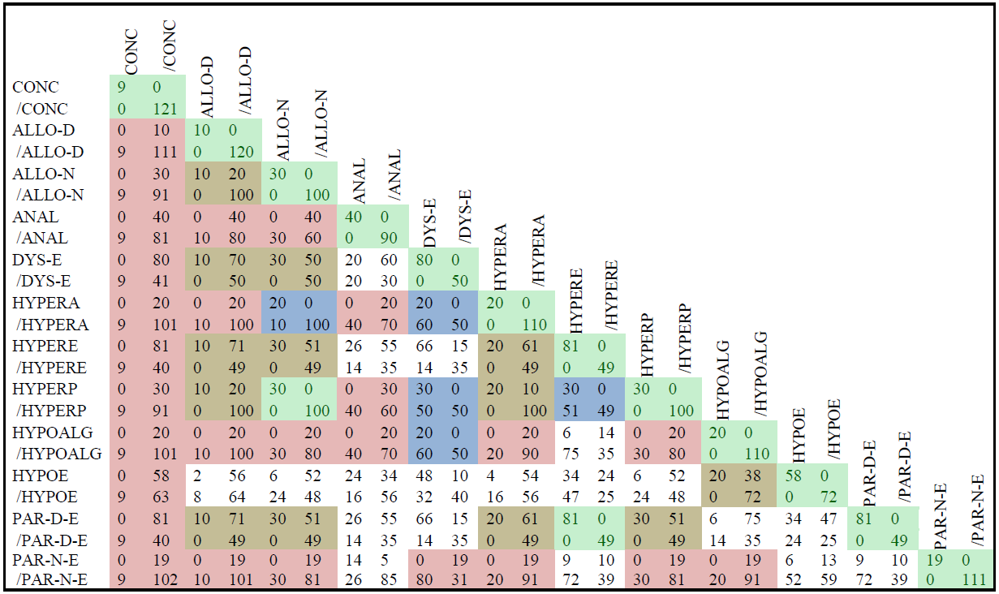 CONC
/CONC
ALLO-D
/ALLO-D
ALLO-N
/ALLO-N
ANAL
/ANAL
DYS-E
/DYS-E
HYPERA
/HYPERA
HYPERE
/HYPERE
HYPERP
/HYPERP
HYPOALG
/HYPOALG
HYPOE
/HYPOE
PAR-D-E
/PAR-D-E
PAR-N-E
/PAR-N-E
CONC 9 0
/CONC 0 121
ALLO-D 0 10 10 0
/ALLO-D 9 111 0 120
ALLO-N 0 30 10 20 30 0
/ALLO-N 9 91 0 100 0 100
ANAL 0 40 0 40 0 40 40 0
/ANAL 9 81 10 80 30 60 0 90
DYS-E 0 80 10 70 30 50 20 60 80 0
/DYS-E 9 41 0 50 0 50 20 30 0 50
HYPERA 0 20 0 20 20 0 0 20 20 0 20 0
/HYPERA 9 101 10 100 10 100 40 70 60 50 0 110
HYPERE 0 81 10 71 30 51 26 55 66 15 20 61 81 0
/HYPERE 9 40 0 49 0 49 14 35 14 35 0 49 0 49
HYPERP 0 30 10 20 30 0 0 30 30 0 20 10 30 0 30 0
/HYPERP 9 91 0 100 0 100 40 60 50 50 0 100 51 49 0 100
HYPOALG 0 20 0 20 0 20 0 20 20 0 0 20 6 14 0 20 20 0
/HYPOALG 9 101 10 100 30 80 40 70 60 50 20 90 75 35 30 80 0 110
HYPOE 0 58 2 56 6 52 24 34 48 10 4 54 34 24 6 52 20 38 58 0
/HYPOE 9 63 8 64 24 48 16 56 32 40 16 56 47 25 24 48 0 72 0 72
PAR-D-E 0 81 10 71 30 51 26 55 66 15 20 61 81 0 30 51 6 75 34 47 81 0
/PAR-D-E 9 40 0 49 0 49 14 35 14 35 0 49 0 49 0 49 14 35 24 25 0 49
PAR-N-E 0 19 0 19 0 19 14 5 0 19 0 19 9 10 0 19 0 19 6 13 9 10 19 0
/PAR-N-E 9 102 10 101 30 81 26 85 80 31 20 91 72 39 30 81 20 91 52 59 72 39 0 111